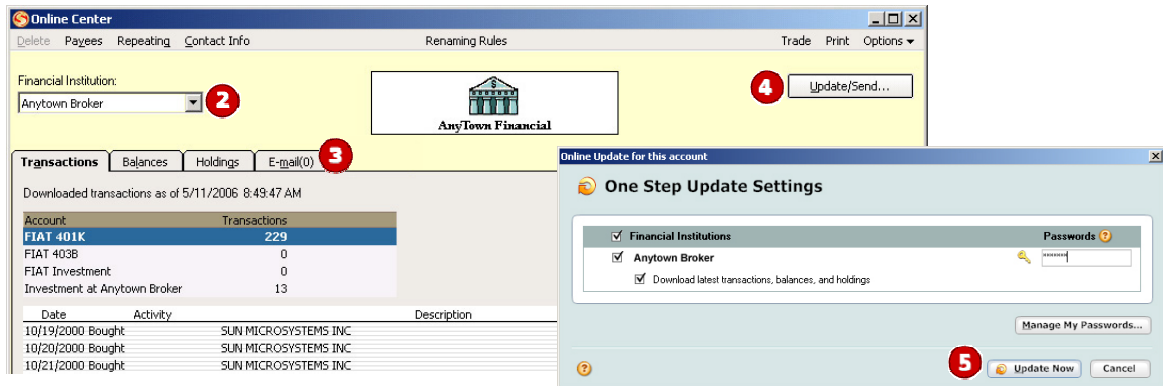 Online Center
Delete Payees Repeating Contact Info Renaming Rules Trade Print Options
Financial Institution:
Anytown Broker 2
AnyTown Financial
4 Update/Send...
Transactions Balances Holdings E-mail(0) 3
Downloaded transactions as of 5/11/2006 8:49:47 AM
Account Transactions
FIAT 401K 229
FIAT 403B 0
FIAT Investment 0
Investment at Anytown Broker 13
Date Activity Description
10/19/2000 Bought SUN MICROSYSTEMS INC
10/20/2000 Bought SUN MICROSYSTEMS INC
10/21/2000 Bought SUN MICROSYSTEMS INC
Online Update for this account
One Step Update Settings
Financial Institutions Passwords ?
Anytown Broker
Download latest transactions, balances, and holdings
Manage My Passwords...
? 5 Update Now Cancel